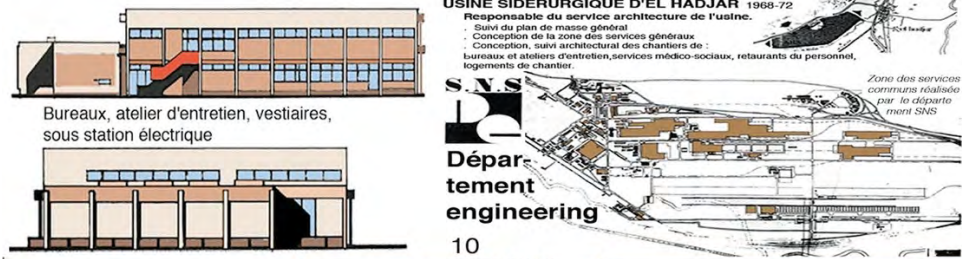 USINE SIDERURGIQUE D'EL HADJAR 1968-72
Responsable du service architecture de l'usine.
. Suivi du plan de masse général
. Conception de la zone des services généraux
. Conception, suivi architectural des chantiers de :
bureaux et ateliers d'entretien,services médico-sociaux, retaurants du personnel,
logements de chantier.
Bureaux, atelier d'entretien, vestiaires,
sous station électrique
S.N.S
Dépar-
tement
engineering
10
Zone des services
communs réalisée
par le départe
ment SNS